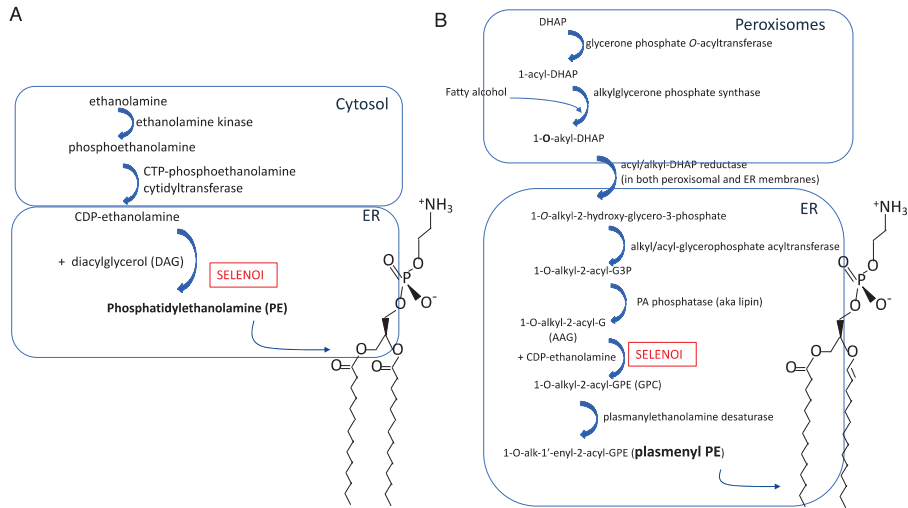 A
Cytosol
ethanolamine
ethanolamine kinase
phosphoethanolamine
CTP-phosphoethanolamine
cytidyltransferase
ER
CDP-ethanolamine
+ diacylglycerol (DAG)
SELENOI
Phosphatidylethanolamine (PE)
+NH3
O
O
P
O−
O
O
O
O
O
B
Peroxisomes
DHAP
glycerone phosphate O-acyltransferase
1-acyl-DHAP
Fatty alcohol
alkylglycerone phosphate synthase
1-O-akyl-DHAP
acyl/alkyl-DHAP reductase
(in both peroxisomal and ER membranes)
ER
1-O-alkyl-2-hydroxy-glycero-3-phosphate
alkyl/acyl-glycerophosphate acyltransferase
1-O-alkyl-2-acyl-G3P
PA phosphatase (aka lipin)
1-O-alkyl-2-acyl-G
(AAG)
+ CDP-ethanolamine
SELENOI
1-O-alkyl-2-acyl-GPE (GPC)
plasmanylethanolamine desaturase
1-O-alk-1′-enyl-2-acyl-GPE (plasmenyl PE)
+NH3
O
O
P
O−
O
O
O
O